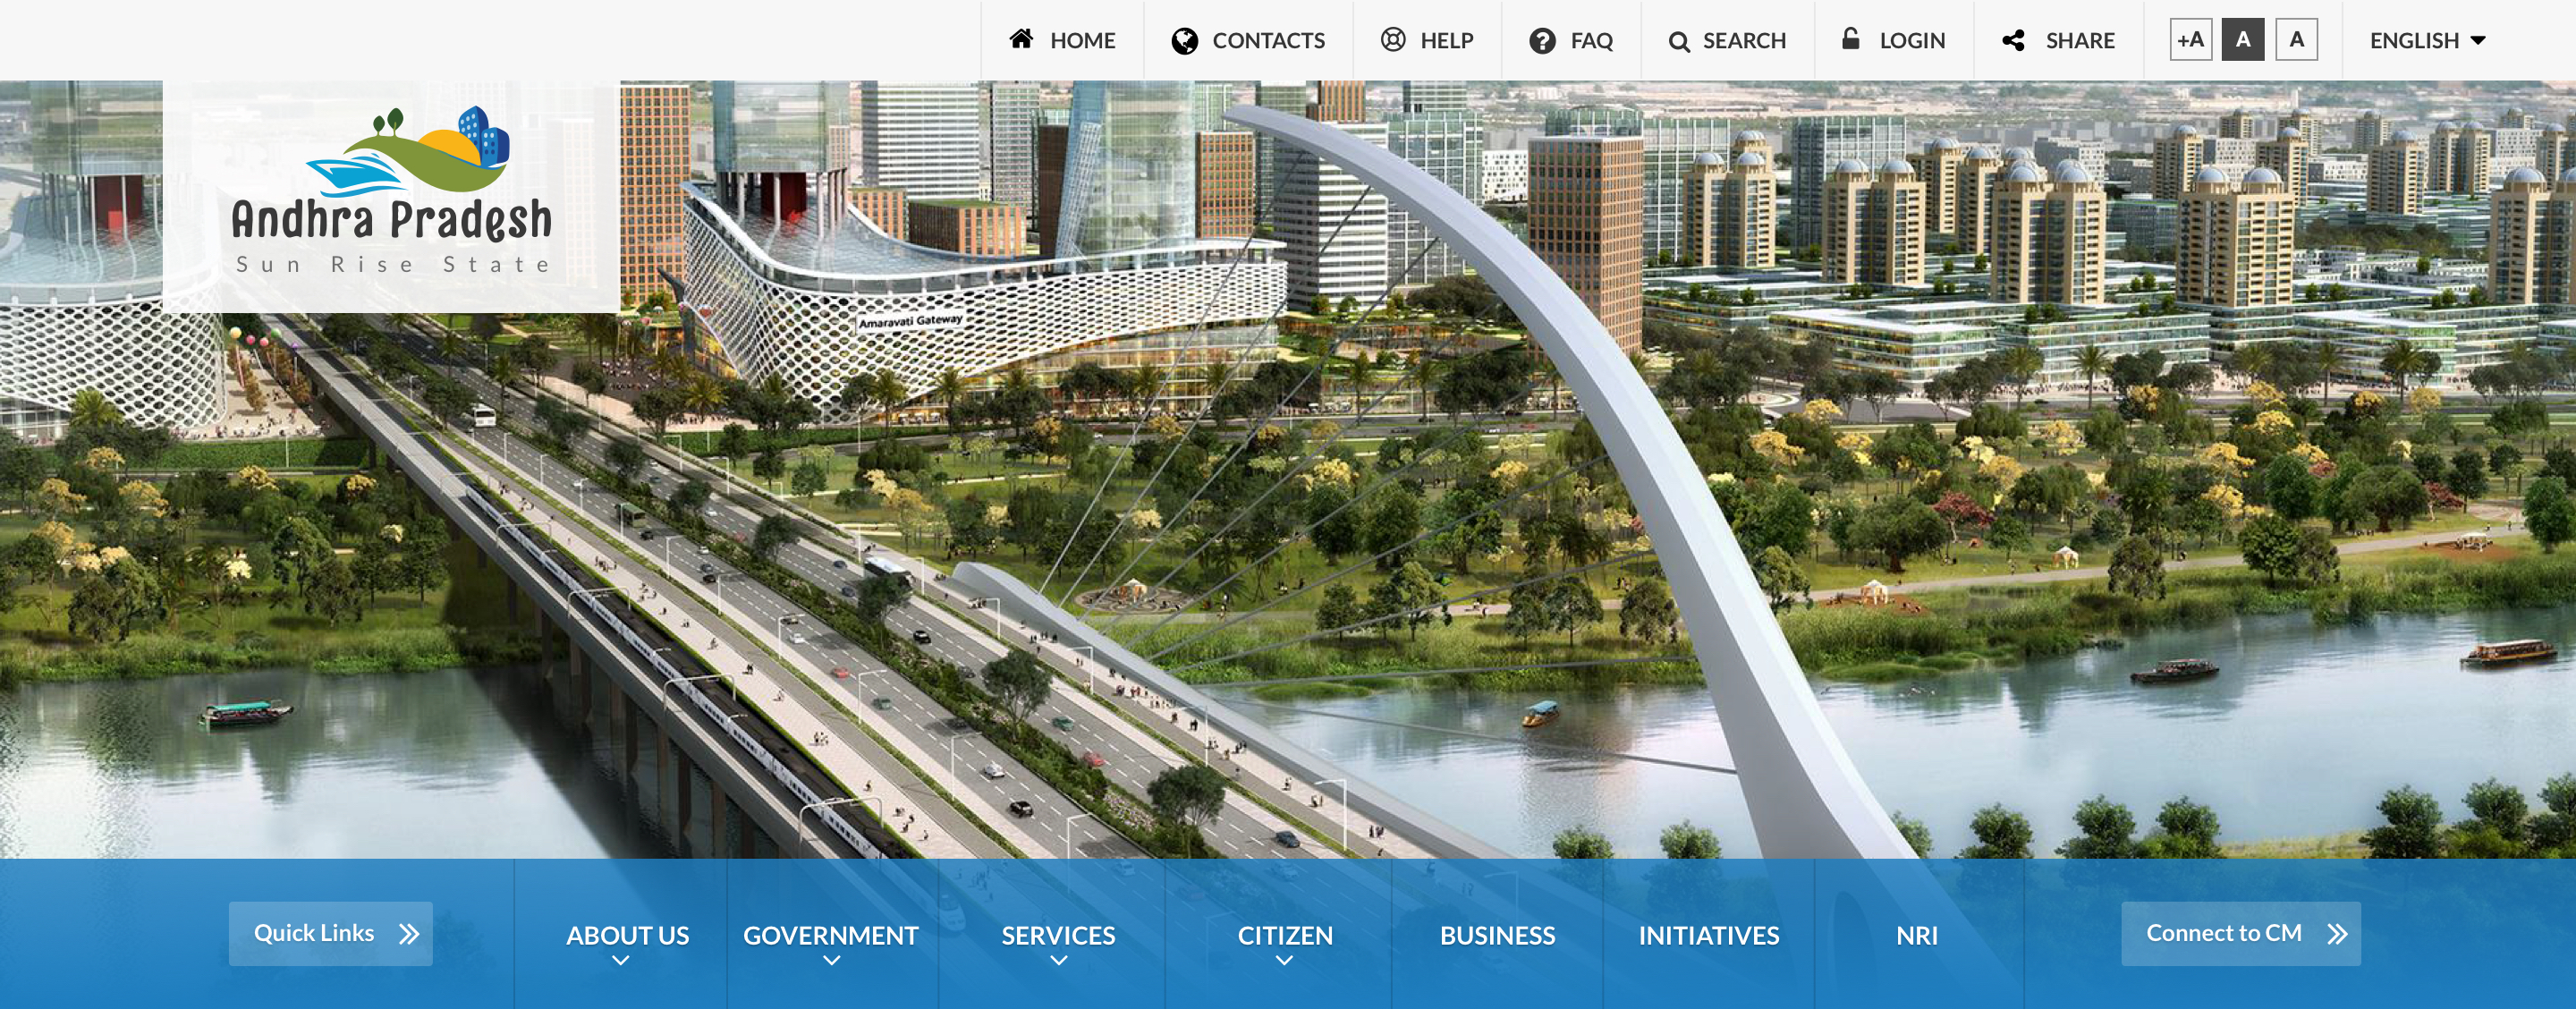 HOME CONTACTS HELP FAQ SEARCH LOGIN SHARE +A A A ENGLISH
Andhra Pradesh
Sun Rise State
Amaravati Gateway
Quick Links ABOUT US GOVERNMENT SERVICES CITIZEN BUSINESS INITIATIVES NRI Connect to CM